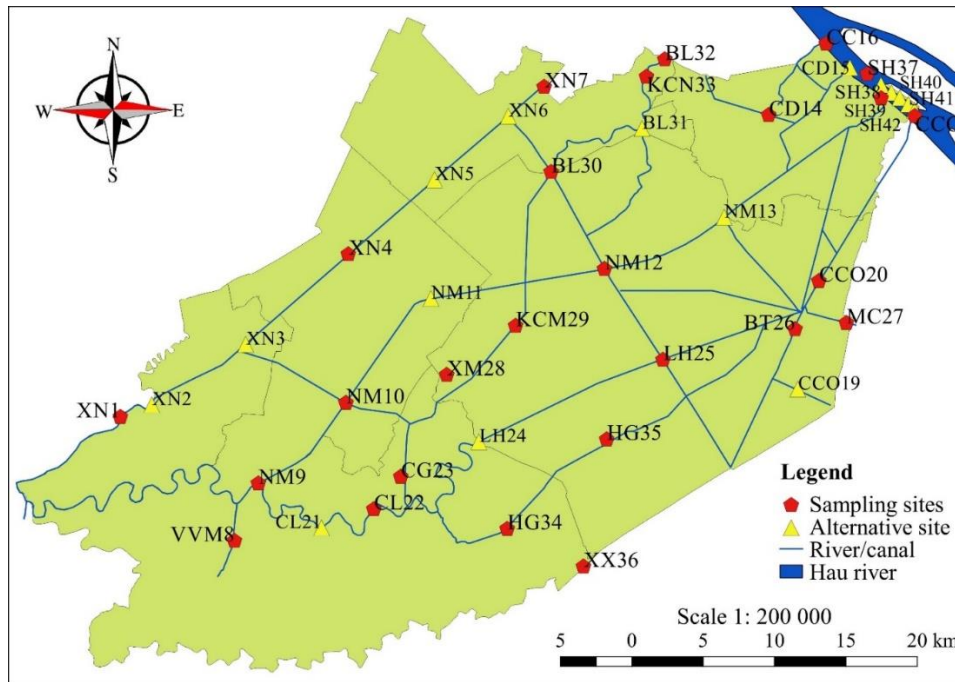 N
W E
S
XN7
BL32
KCN33
CC16
CD15
SH37
SH38
SH40
SH41
SH39
SH42
CCO
CD14
XN6
BL31
XN5
BL30
NM13
XN4
NM12
CCO20
NM11
KCM29
BT26
MC27
XN3
LH25
XM28
CCO19
XN2
XN1
NM10
LH24
HG35
NM9
CG23
CL22
CL21
VVM8
HG34
XX36
Legend
Sampling sites
Alternative site
River/canal
Hau river
Scale 1: 200 000
5 0 5 10 15 20 km